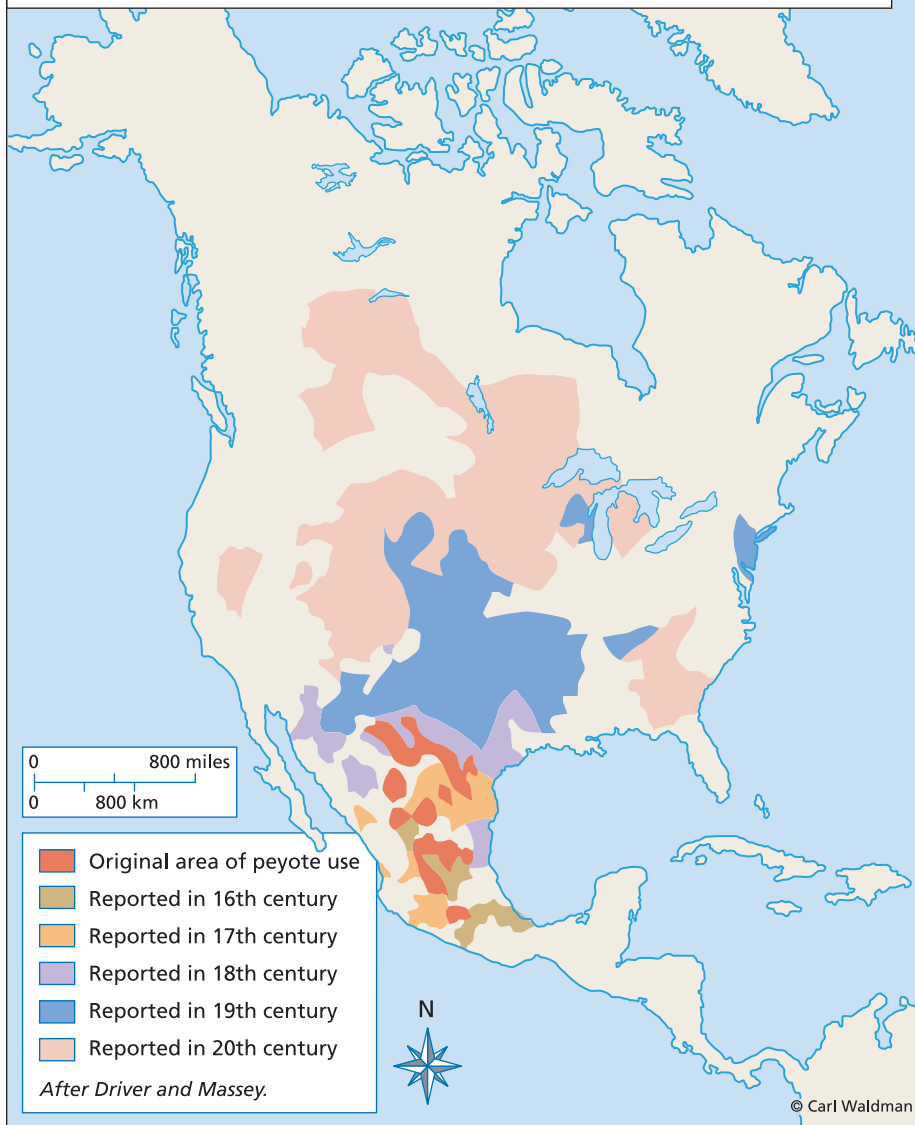 0 800 miles
0 800 km
Original area of peyote use
Reported in 16th century
Reported in 17th century
Reported in 18th century
Reported in 19th century
Reported in 20th century
After Driver and Massey.
N
© Carl Waldman